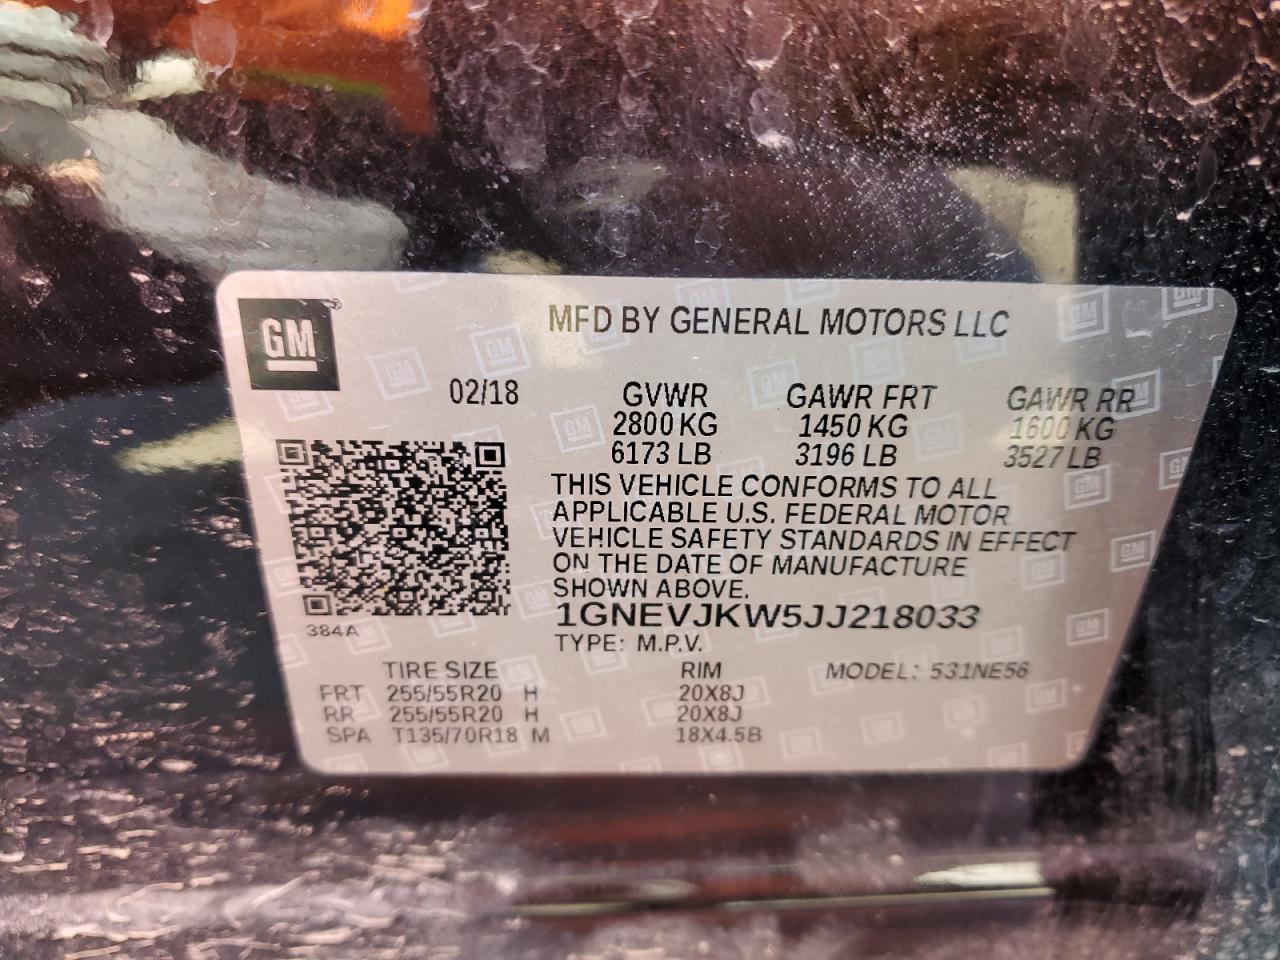 GM
MFD BY GENERAL MOTORS LLC
02/18 GVWR GAWR FRT GAWR RR
2800 KG 1450 KG 1600 KG
6173 LB 3196 LB 3527 LB
THIS VEHICLE CONFORMS TO ALL
APPLICABLE U.S. FEDERAL MOTOR
VEHICLE SAFETY STANDARDS IN EFFECT
ON THE DATE OF MANUFACTURE
SHOWN ABOVE.
1GNEVJKW5JJ218033
384A
TYPE: M.P.V.
TIRE SIZE RIM MODEL: 531NE56
FRT 255/55R20 H 20X8J
RR 255/55R20 H 20X8J
SPA T135/70R18 M 18X4.5B